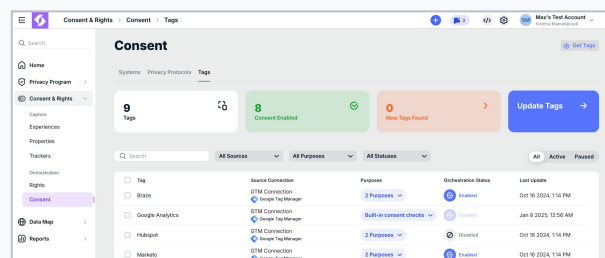 Consent & Rights > Consent > Tags
3
</>
SM
Max's Test Account
Swetha Mamidipoodi
Search
Home
Privacy Program
Consent & Rights
Capture
Experiences
Properties
Trackers
Orchestration
Rights
Consent
Data Map
Reports
Consent
Get Tags
Systems Privacy Protocols Tags
9
Tags
8
Consent Enabled
0
New Tags Found
Update Tags
Search
All Sources
All Purposes
All Statuses
All Active Paused
Tag Source Connection Purposes Orchestration Status Last Update
Braze GTM Connection Google Tag Manager 2 Purposes Enabled Oct 16 2024, 1:14 PM
Google Analytics GTM Connection Google Tag Manager Built-in consent checks Enabled Jan 8 2025, 12:56 AM
Hubspot GTM Connection Google Tag Manager 2 Purposes Disabled Oct 16 2024, 1:14 PM
Marketo GTM Connection Google Tag Manager 2 Purposes Enabled Oct 16 2024, 1:14 PM